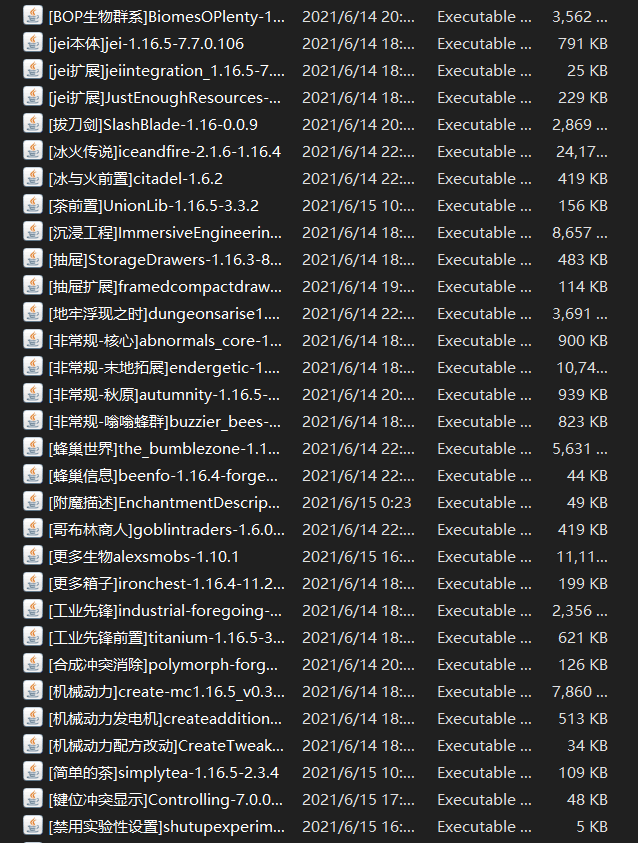 [BOP生物群系]BiomesOPlenty-1... 2021/6/14 20:... Executable ... 3,562 ...
[jei本体]jei-1.16.5-7.7.0.106 2021/6/14 18:... Executable ... 791 KB
[jei扩展]jeiintegration_1.16.5-7.... 2021/6/14 18:... Executable ... 25 KB
[jei扩展]JustEnoughResources-... 2021/6/14 18:... Executable ... 229 KB
[拔刀剑]SlashBlade-1.16-0.0.9 2021/6/14 20:... Executable ... 2,869 ...
[冰火传说]iceandfire-2.1.6-1.16.4 2021/6/14 22:... Executable ... 24,17...
[冰与火前置]citadel-1.6.2 2021/6/14 22:... Executable ... 419 KB
[茶前置]UnionLib-1.16.5-3.3.2 2021/6/15 10:... Executable ... 156 KB
[沉浸工程]ImmersiveEngineerin... 2021/6/14 18:... Executable ... 8,657 ...
[抽屉]StorageDrawers-1.16.3-8... 2021/6/14 18:... Executable ... 483 KB
[抽屉扩展]framedcompactdraw... 2021/6/14 19:... Executable ... 114 KB
[地牢浮现之时]dungeonsarise1.... 2021/6/14 22:... Executable ... 3,691 ...
[非常规-核心]abnormals_core-1... 2021/6/14 18:... Executable ... 900 KB
[非常规-末地拓展]endergetic-1.... 2021/6/14 18:... Executable ... 10,74...
[非常规-秋原]autumnity-1.16.5-... 2021/6/14 20:... Executable ... 939 KB
[非常规-嗡嗡蜂群]buzzier_bees-... 2021/6/14 18:... Executable ... 823 KB
[蜂巢世界]the_bumblezone-1.1... 2021/6/14 22:... Executable ... 5,631 ...
[蜂巢信息]beenfo-1.16.4-forge... 2021/6/14 22:... Executable ... 44 KB
[附魔描述]EnchantmentDescrip... 2021/6/15 0:23 Executable ... 49 KB
[哥布林商人]goblintraders-1.6.0... 2021/6/14 22:... Executable ... 419 KB
[更多生物alexsmobs-1.10.1 2021/6/15 16:... Executable ... 11,11...
[更多箱子]ironchest-1.16.4-11.2... 2021/6/14 18:... Executable ... 199 KB
[工业先锋]industrial-foregoing-... 2021/6/14 18:... Executable ... 2,356 ...
[工业先锋前置]titanium-1.16.5-3... 2021/6/14 18:... Executable ... 621 KB
[合成冲突消除]polymorph-forg... 2021/6/14 20:... Executable ... 126 KB
[机械动力]create-mc1.16.5_v0.3... 2021/6/14 18:... Executable ... 7,860 ...
[机械动力发电机]createaddition... 2021/6/14 18:... Executable ... 513 KB
[机械动力配方改动]CreateTweak... 2021/6/14 18:... Executable ... 34 KB
[简单的茶]simplytea-1.16.5-2.3.4 2021/6/15 10:... Executable ... 109 KB
[键位冲突显示]Controlling-7.0.0... 2021/6/15 17:... Executable ... 48 KB
[禁用实验性设置]shutupexperim... 2021/6/15 16:... Executable ... 5 KB